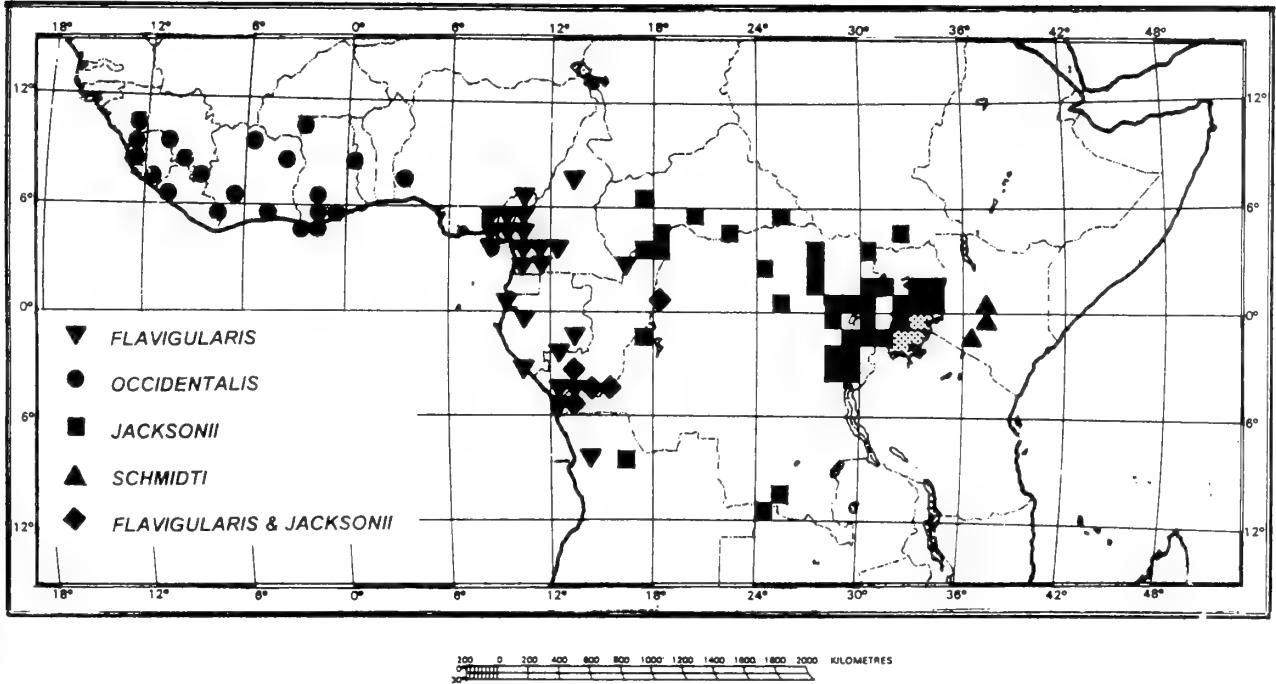 18° 12° 6° 0° 6° 12° 18° 24° 30° 36° 42° 48°
12° 12°
6° 6°
0° 0°
FLAVIGULARIS
OCCIDENTALIS
JACKSONII
SCHMIDTI
FLAVIGULARIS & JACKSONII
6° 6°
12° 12°
18° 12° 6° 0° 6° 12° 18° 24° 30° 36° 42° 48°
200 0 200 400 600 800 1000 1200 1400 1600 1800 2000 KILOMETRES